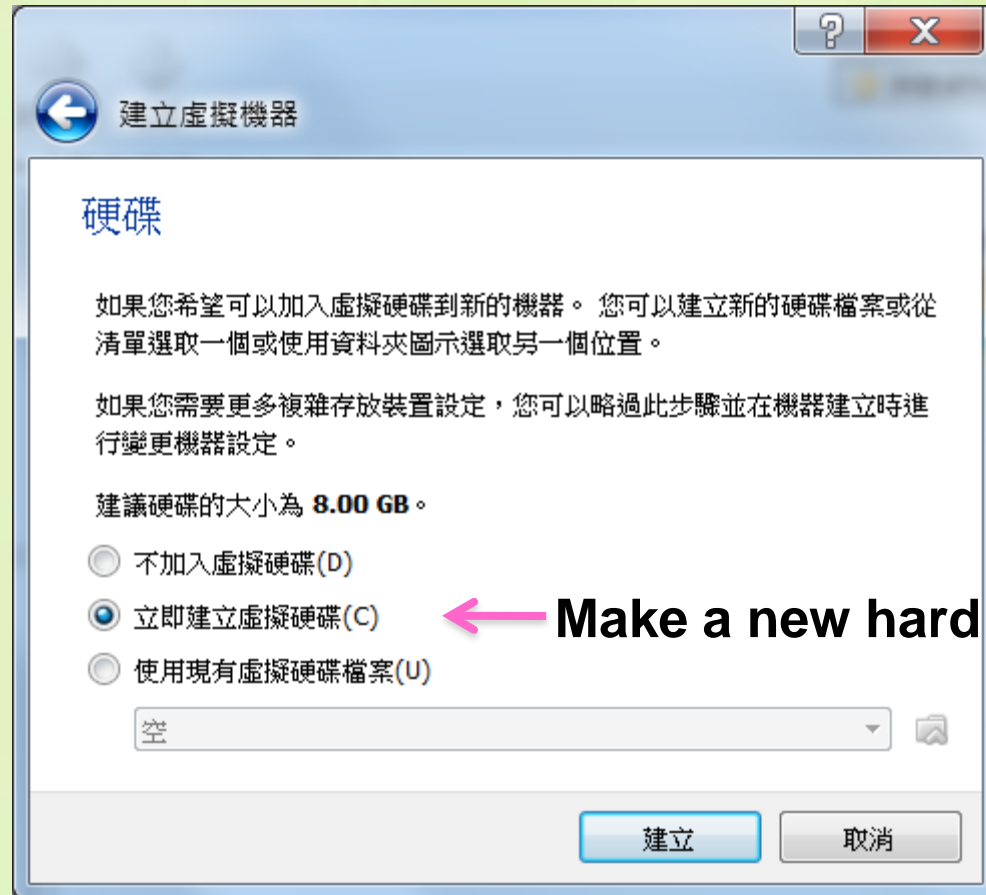 建立虛擬機器
硬碟
如果您希望可以加入虛擬硬碟到新的機器。 您可以建立新的硬碟檔案或從
清單選取一個或使用資料夾圖示選取另一個位置。
如果您需要更多複雜存放裝置設定，您可以略過此步驟並在機器建立時進
行變更機器設定。
建議硬碟的大小為 8.00 GB。
不加入虛擬硬碟(D)
立即建立虛擬硬碟(C)
Make a new hard
使用現有虛擬硬碟檔案(U)
空
建立
取消